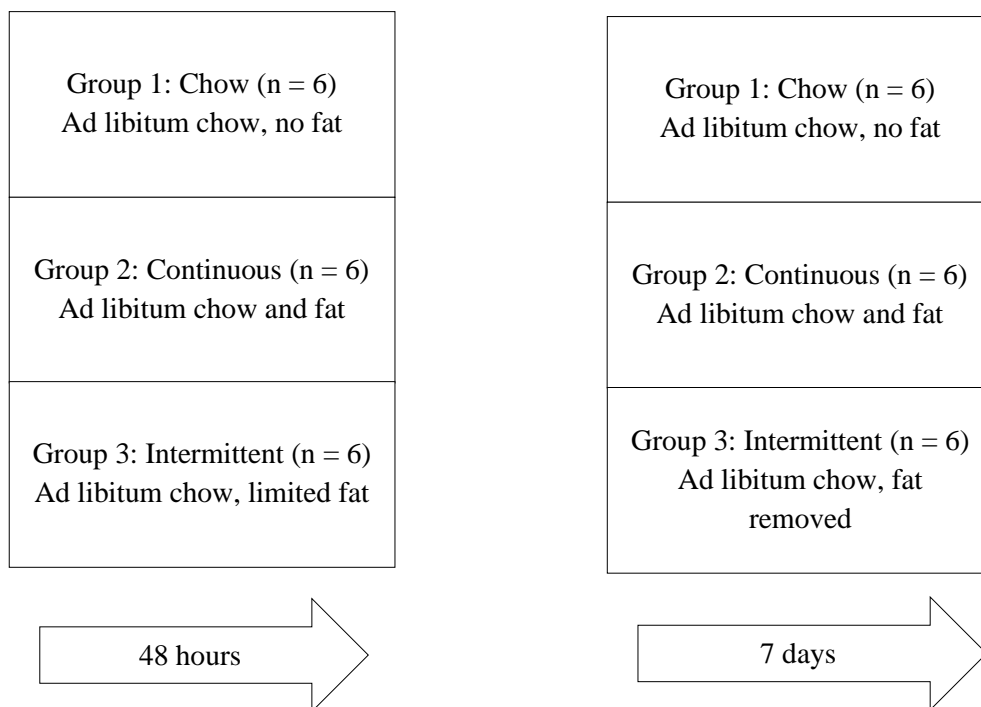 Group 1: Chow (n = 6)
Ad libitum chow, no fat
Group 2: Continuous (n = 6)
Ad libitum chow and fat
Group 3: Intermittent (n = 6)
Ad libitum chow, limited fat
48 hours
Group 1: Chow (n = 6)
Ad libitum chow, no fat
Group 2: Continuous (n = 6)
Ad libitum chow and fat
Group 3: Intermittent (n = 6)
Ad libitum chow, fat
removed
7 days